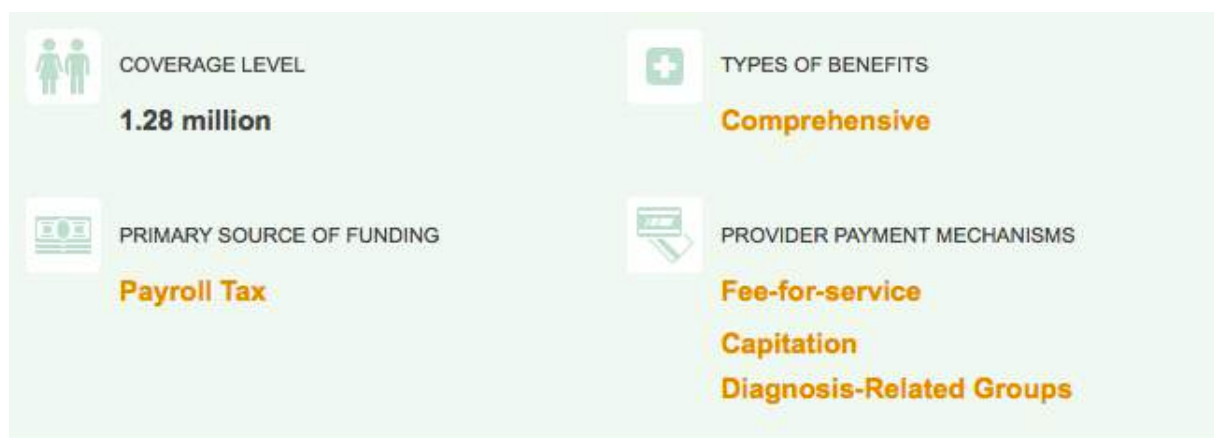 COVERAGE LEVEL
1.28 million
TYPES OF BENEFITS
Comprehensive
PRIMARY SOURCE OF FUNDING
Payroll Tax
PROVIDER PAYMENT MECHANISMS
Fee-for-service
Capitation
Diagnosis-Related Groups